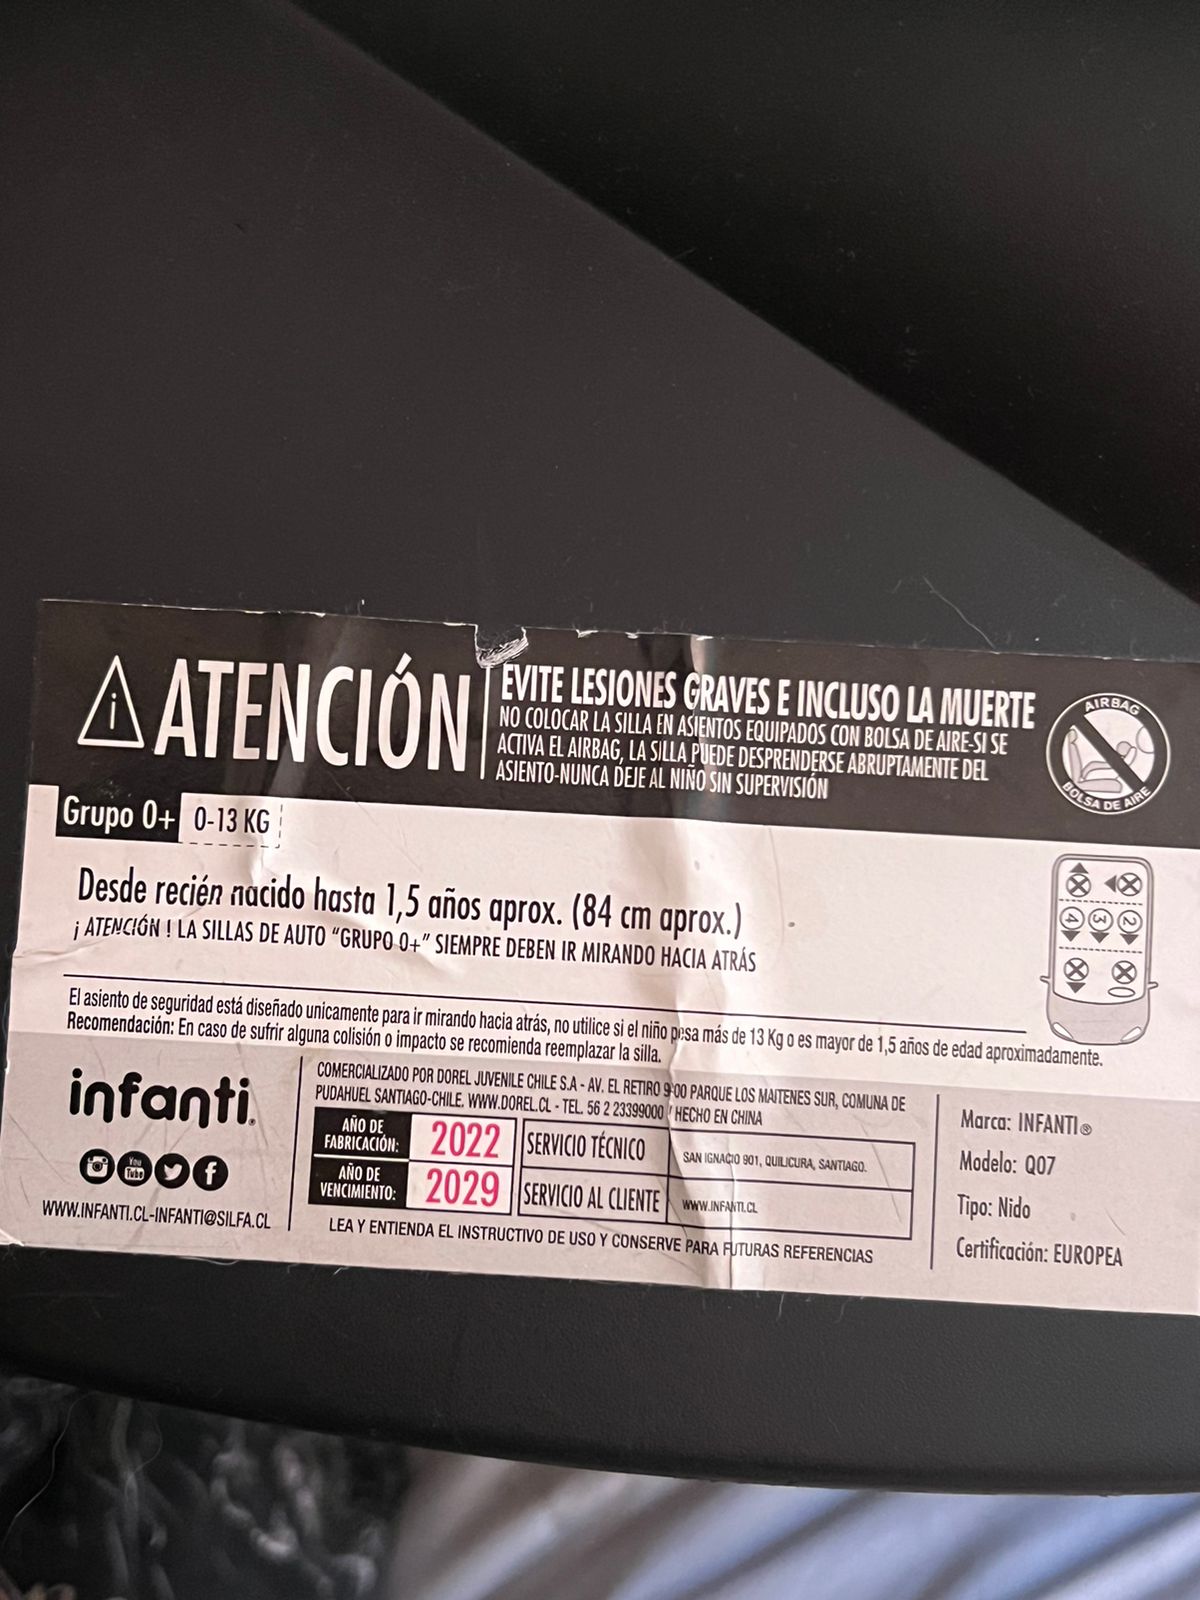 ATENCIÓN
EVITE LESIONES GRAVES E INCLUSO LA MUERTE
NO COLOCAR LA SILLA EN ASIENTOS EQUIPADOS CON BOLSA DE AIRE-SI SE
ACTIVA EL AIRBAG, LA SILLA PUEDE DESPRENDERSE ABRUPTAMENTE DEL
ASIENTO-NUNCA DEJE AL NIÑO SIN SUPERVISIÓN
AIRBAG
BOLSA DE AIRE
Grupo 0+ 0-13 KG
Desde recién nacido hasta 1,5 años aprox. (84 cm aprox.)
¡ ATENCIÓN ! LA SILLAS DE AUTO “GRUPO 0+” SIEMPRE DEBEN IR MIRANDO HACIA ATRÁS
4 3 2
El asiento de seguridad está diseñado unicamente para ir mirando hacia atrás, no utilice si el niño pesa más de 13 Kg o es mayor de 1,5 años de edad aproximadamente.
Recomendación: En caso de sufrir alguna colisión o impacto se recomienda reemplazar la silla.
infanti®
You Tube
WWW.INFANTI.CL-INFANTI@SILFA.CL
COMERCIALIZADO POR DOREL JUVENILE CHILE S.A - AV. EL RETIRO PARQUE LOS MAITENES SUR, COMUNA DE
PUDAHUEL SANTIAGO-CHILE. WWW.DOREL.CL - TEL. 56 2 23399000 / HECHO EN CHINA
AÑO DE
FABRICACIÓN: 2022
AÑO DE
VENCIMIENTO: 2029
SERVICIO TÉCNICO SAN IGNACIO 901, QUILICURA, SANTIAGO.
SERVICIO AL CLIENTE WWW.INFANTI.CL
LEA Y ENTIENDA EL INSTRUCTIVO DE USO Y CONSERVE PARA FUTURAS REFERENCIAS
Marca: INFANTI®
Modelo: Q07
Tipo: Nido
Certificación: EUROPEA